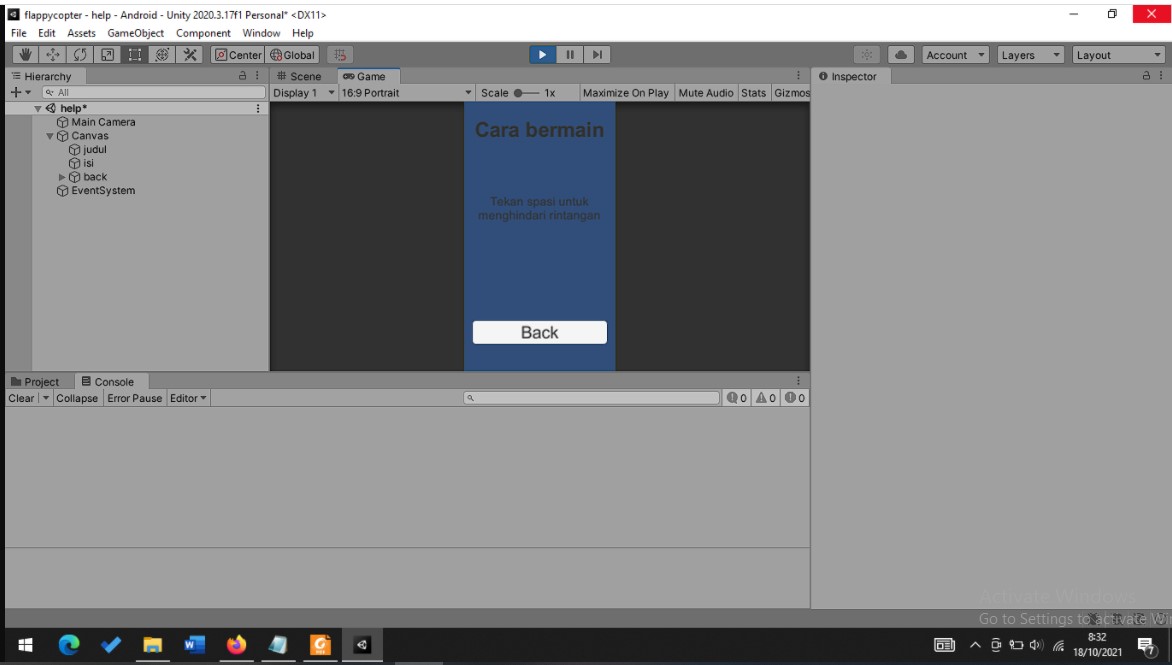 flappycopter - help - Android - Unity 2020.3.17f1 Personal* <DX11>
File Edit Assets GameObject Component Window Help
Center Global Account Layers Layout
Hierarchy Scene Game Inspector
All Display 1 16:9 Portrait Scale 1x Maximize On Play Mute Audio Stats Gizmos
help*
Main Camera
Canvas
judul
isi
back
EventSystem
Cara bermain
Tekan spasi untuk
menghindari rintangan
Back
Project Console
Clear Collapse Error Pause Editor 0 0 0
Activate Windows
Go to Settings to activate Wi
8:32
18/10/2021
7